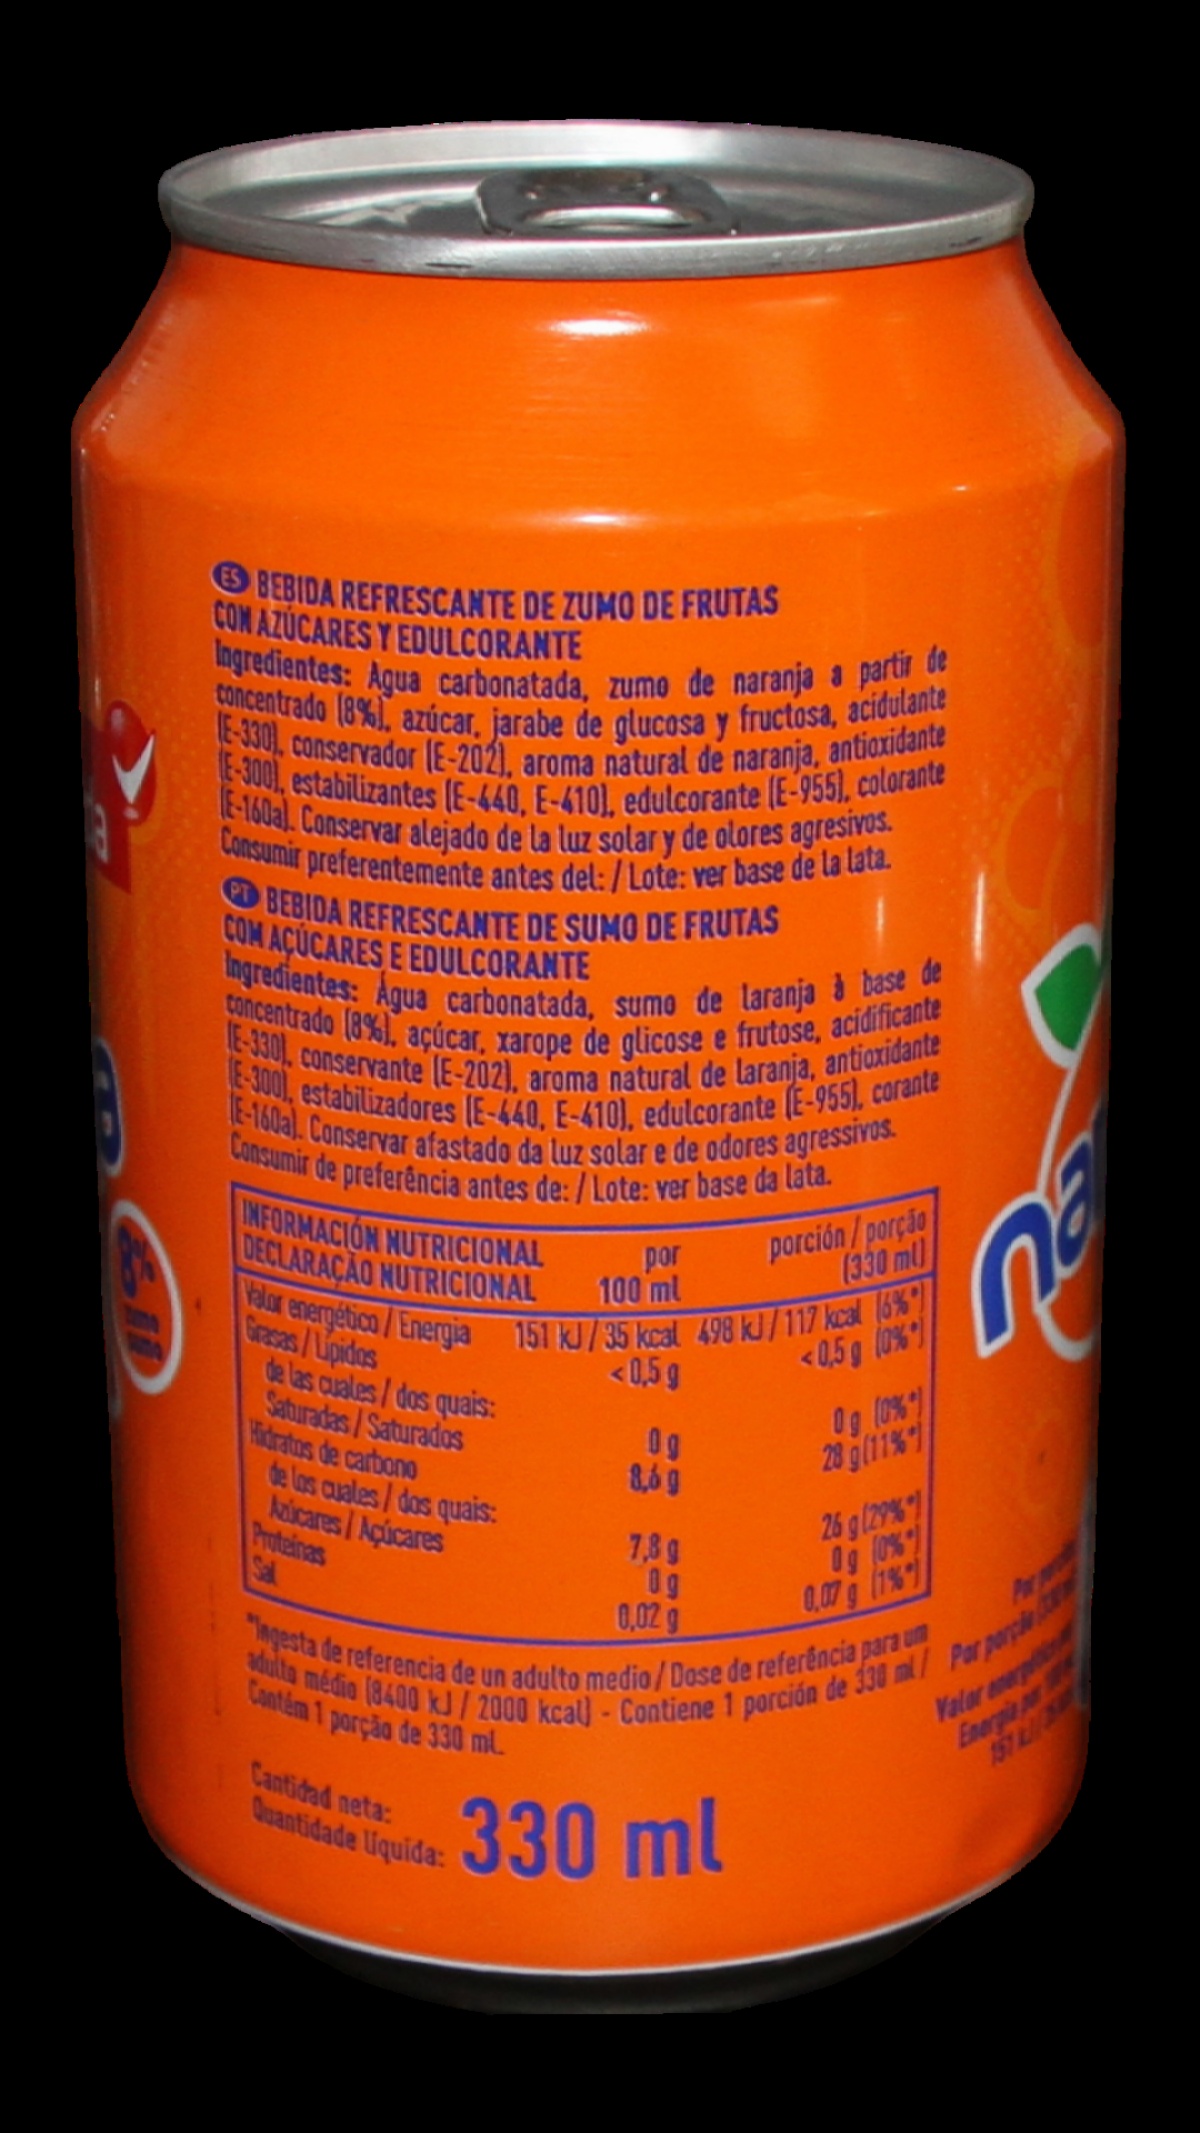 ES BEBIDA REFRESCANTE DE ZUMO DE FRUTAS
CON AZÚCARES Y EDULCORANTE
Ingredientes: Agua carbonatada, zumo de naranja a partir de
concentrado (8%), azúcar, jarabe de glucosa y fructosa, acidulante
(E-330), conservador (E-202), aroma natural de naranja, antioxidante
(E-300), estabilizantes (E-440, E-410), edulcorante (E-955), colorante
(E-160a). Conservar alejado de la luz solar y de olores agresivos.
Consumir preferentemente antes del: / Lote: ver base de la lata.
PT BEBIDA REFRESCANTE DE SUMO DE FRUTAS
COM AÇÚCARES E EDULCORANTE
Ingredientes: Água carbonatada, sumo de laranja à base de
concentrado (8%), açúcar, xarope de glicose e frutose, acidificante
(E-330), conservante (E-202), aroma natural de laranja, antioxidante
(E-300), estabilizadores (E-440, E-410), edulcorante (E-955), corante
(E-160a). Conservar afastado da luz solar e de odores agressivos.
Consumir de preferência antes de: / Lote: ver base da lata.
INFORMACIÓN NUTRICIONAL por porción / porção
DECLARAÇÃO NUTRICIONAL 100 ml (330 ml)
Valor energético / Energia 151 kJ / 35 kcal 498 kJ / 117 kcal (6%*)
Grasas / Lípidos <0,5 g <0,5 g (0%*)
de las cuales / dos quais:
Saturadas / Saturados 0 g 0 g (0%*)
Hidratos de carbono 8,6 g 28 g (11%*)
de los cuales / dos quais:
Azúcares / Açúcares 7,8 g 26 g (29%*)
Proteínas 0 g 0 g (0%*)
Sal 0,02 g 0,07 g (1%*)
*Ingesta de referencia de un adulto medio / Dose de referência para um
adulto médio (8400 kJ / 2000 kcal) - Contiene 1 porción de 330 ml /
Contém 1 porção de 330 ml.
Cantidad neta:
Quantidade líquida: 330 ml
8%
zumo
sumo
na
Por
Por porção
Valor energético
Energia por
151 kJ